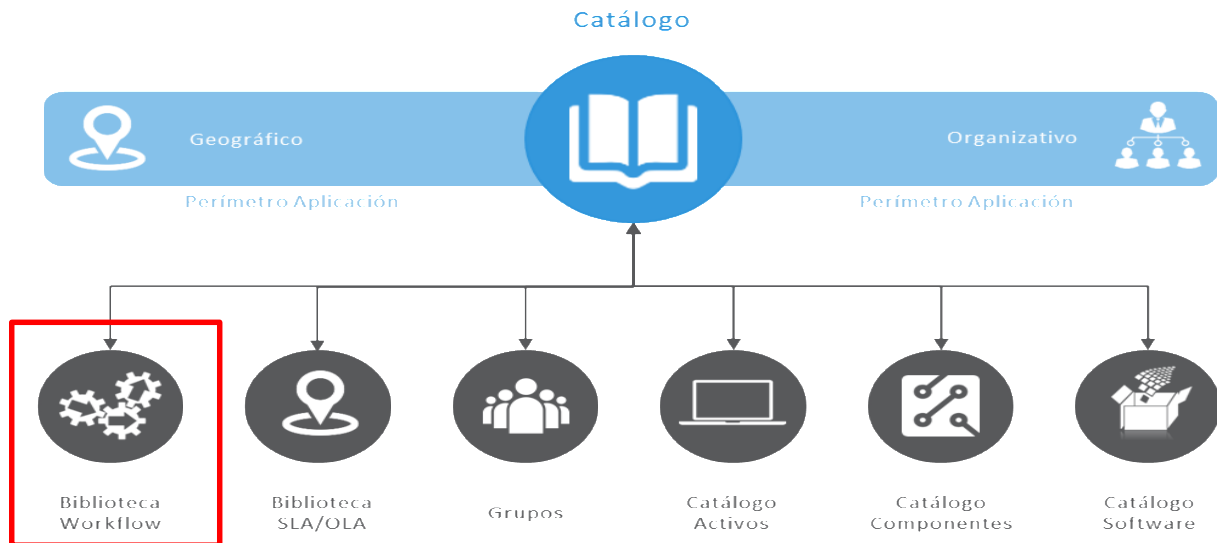 Catálogo
Geográfico
Organizativo
Perímetro Aplicación
Perímetro Aplicación
Biblioteca
Workflow
Biblioteca
SLA/OLA
Grupos
Catálogo
Activos
Catálogo
Componentes
Catálogo
Software